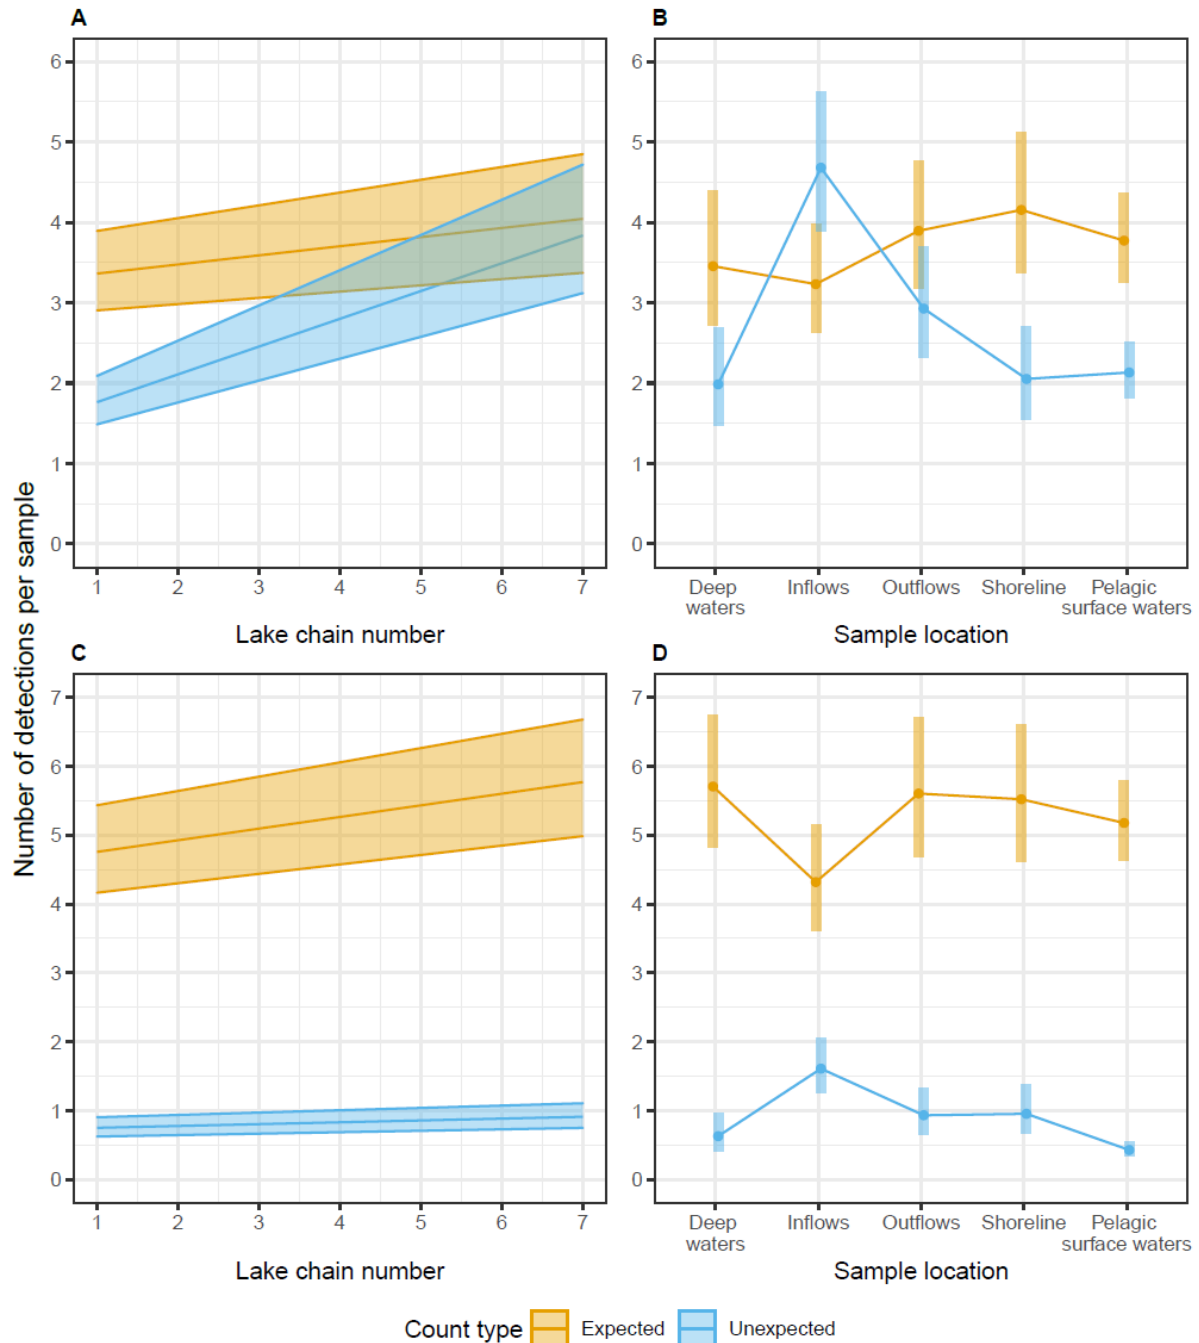 A
B
6
5
4
3
2
1
0
1 2 3 4 5 6 7
Lake chain number
6
5
4
3
2
1
0
Deep
waters
Inflows
Outflows
Shoreline
Pelagic
surface waters
Sample location
Number of detections per sample
C
D
7
6
5
4
3
2
1
0
1 2 3 4 5 6 7
Lake chain number
7
6
5
4
3
2
1
0
Deep
waters
Inflows
Outflows
Shoreline
Pelagic
surface waters
Sample location
Count type Expected Unexpected